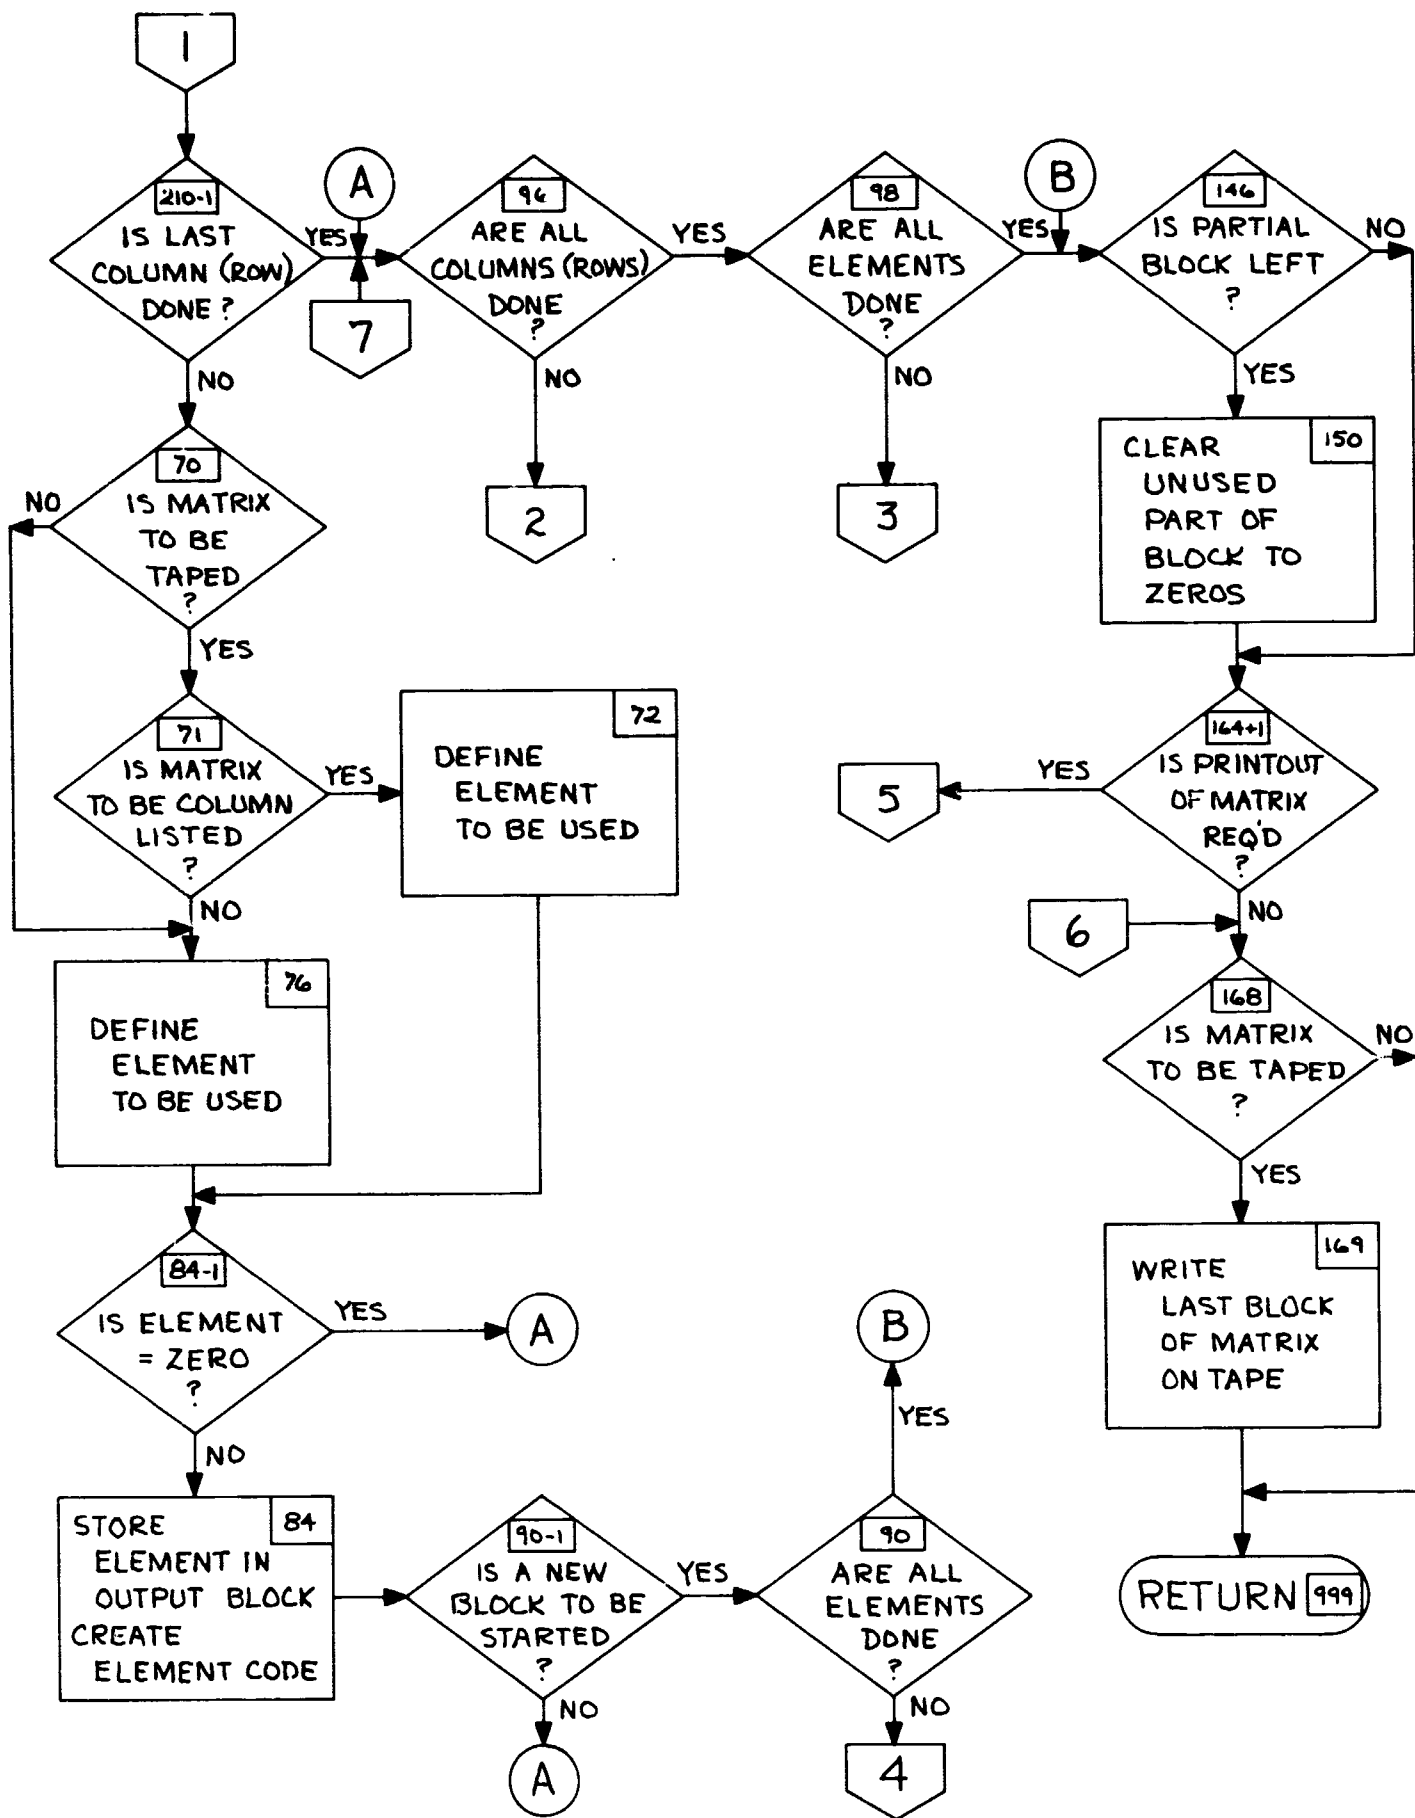 1
210-1
IS LAST
COLUMN (ROW)
DONE ?
YES
NO
A
7
96
ARE ALL
COLUMNS (ROWS)
DONE
?
YES
NO
2
98
ARE ALL
ELEMENTS
DONE
?
YES
NO
3
B
146
IS PARTIAL
BLOCK LEFT
?
NO
YES
150
CLEAR
UNUSED
PART OF
BLOCK TO
ZEROS
70
IS MATRIX
TO BE
TAPED
?
NO
YES
71
IS MATRIX
TO BE COLUMN
LISTED
?
YES
NO
72
DEFINE
ELEMENT
TO BE USED
164+1
IS PRINTOUT
OF MATRIX
REQ'D
?
YES
5
NO
6
76
DEFINE
ELEMENT
TO BE USED
168
IS MATRIX
TO BE TAPED
?
NO
YES
84-1
IS ELEMENT
= ZERO
?
YES
A
NO
B
YES
169
WRITE
LAST BLOCK
OF MATRIX
ON TAPE
84
STORE
ELEMENT IN
OUTPUT BLOCK
CREATE
ELEMENT CODE
90-1
IS A NEW
BLOCK TO BE
STARTED
?
YES
NO
A
90
ARE ALL
ELEMENTS
DONE
?
NO
4
RETURN 999